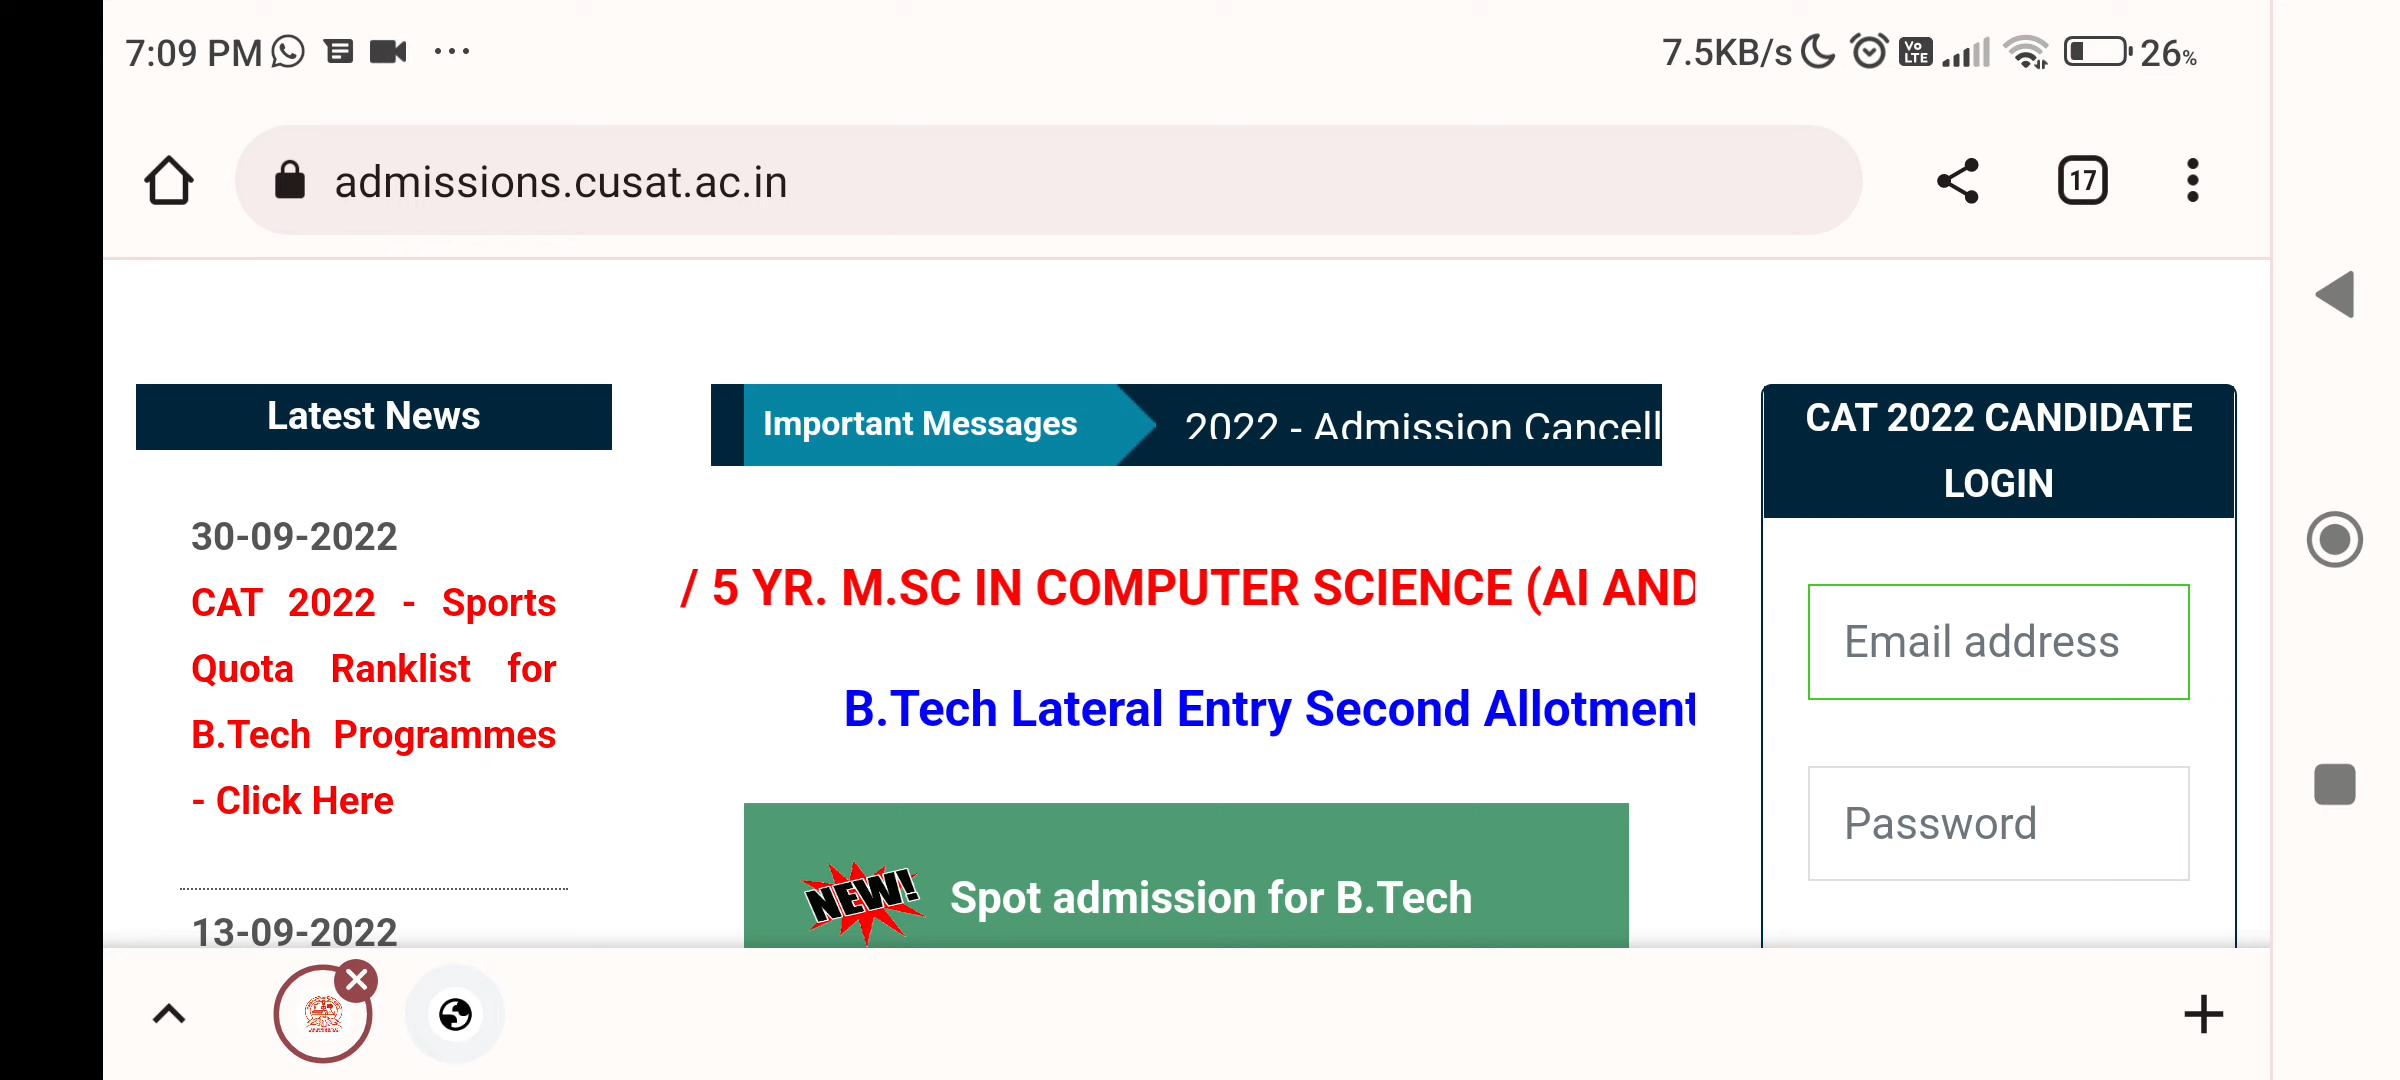 7:09 PM
7.5KB/s
Vo LTE
26%
admissions.cusat.ac.in
17
Latest News
30-09-2022
CAT 2022 - Sports
Quota Ranklist for
B.Tech Programmes
- Click Here
13-09-2022
Important Messages
2022 - Admission Cancell
/ 5 YR. M.SC IN COMPUTER SCIENCE (AI AND
B.Tech Lateral Entry Second Allotment
NEW! Spot admission for B.Tech
CAT 2022 CANDIDATE
LOGIN
Email address
Password